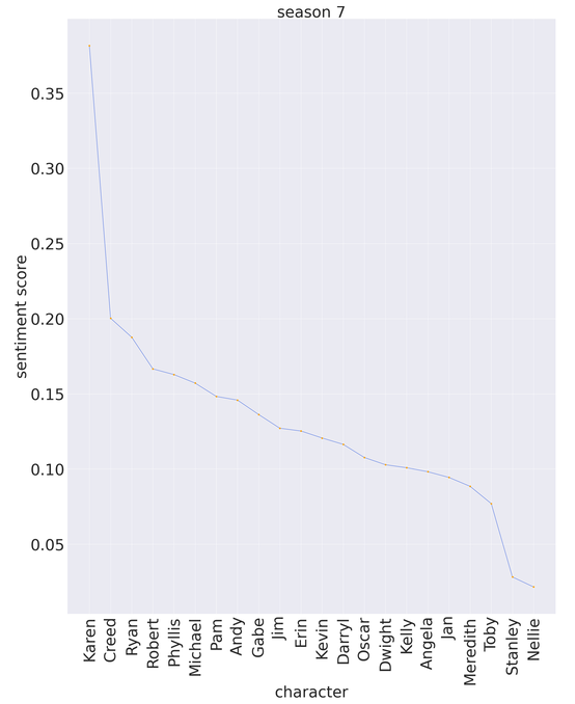 season 7
sentiment score
0.35
0.30
0.25
0.20
0.15
0.10
0.05
Karen
Creed
Ryan
Robert
Phyllis
Michael
Pam
Andy
Gabe
Jim
Erin
Kevin
Darryl
Oscar
Dwight
Kelly
Angela
Jan
Meredith
Toby
Stanley
Nellie
character